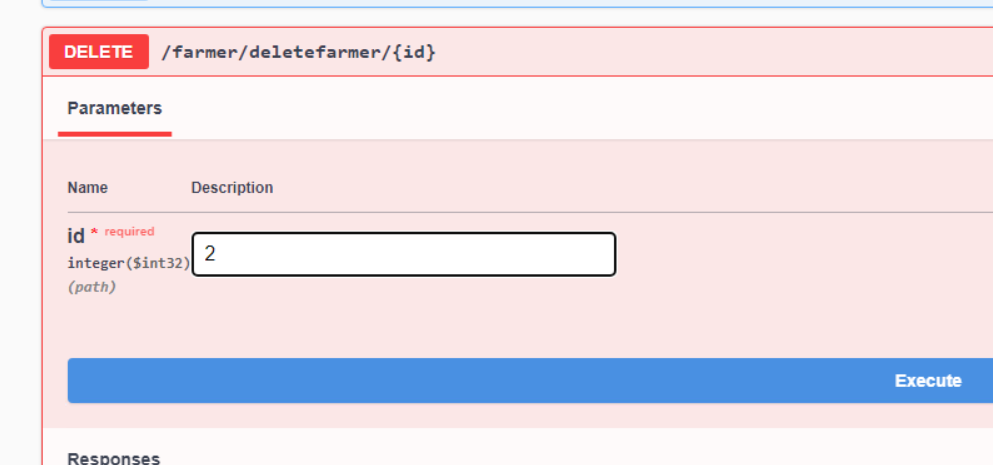 DELETE /farmer/deletefarmer/{id}
Parameters
Name Description
id * required
integer($int32) 2
(path)
Execute
Responses